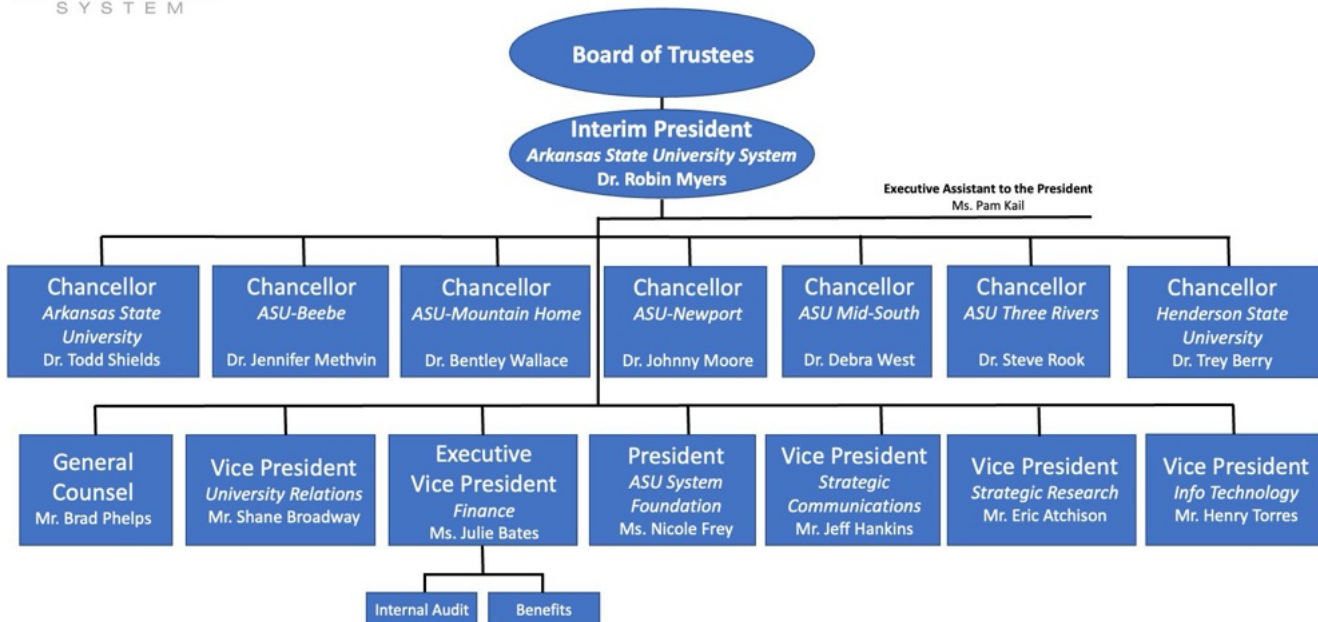 SYSTEM
Board of Trustees
Interim President
Arkansas State University System
Dr. Robin Myers
Executive Assistant to the President
Ms. Pam Kail
Chancellor
Arkansas State
University
Dr. Todd Shields
Chancellor
ASU-Beebe
Dr. Jennifer Methvin
Chancellor
ASU-Mountain Home
Dr. Bentley Wallace
Chancellor
ASU-Newport
Dr. Johnny Moore
Chancellor
ASU Mid-South
Dr. Debra West
Chancellor
ASU Three Rivers
Dr. Steve Rook
Chancellor
Henderson State
University
Dr. Trey Berry
General
Counsel
Mr. Brad Phelps
Vice President
University Relations
Mr. Shane Broadway
Executive
Vice President
Finance
Ms. Julie Bates
President
ASU System
Foundation
Ms. Nicole Frey
Vice President
Strategic
Communications
Mr. Jeff Hankins
Vice President
Strategic Research
Mr. Eric Atchison
Vice President
Info Technology
Mr. Henry Torres
Internal Audit
Benefits